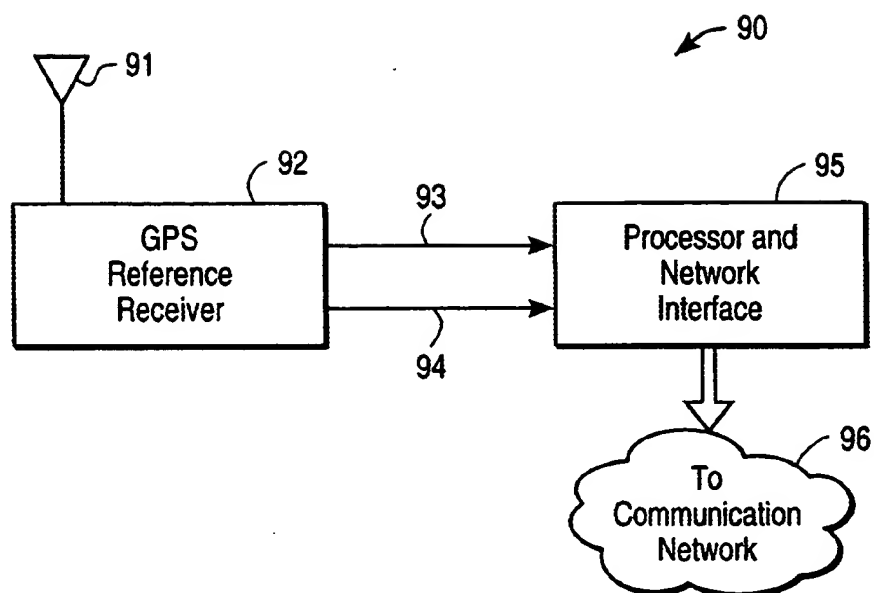 90
91
92
93
95
GPS
Reference
Receiver
Processor and
Network
Interface
94
96
To
Communication
Network